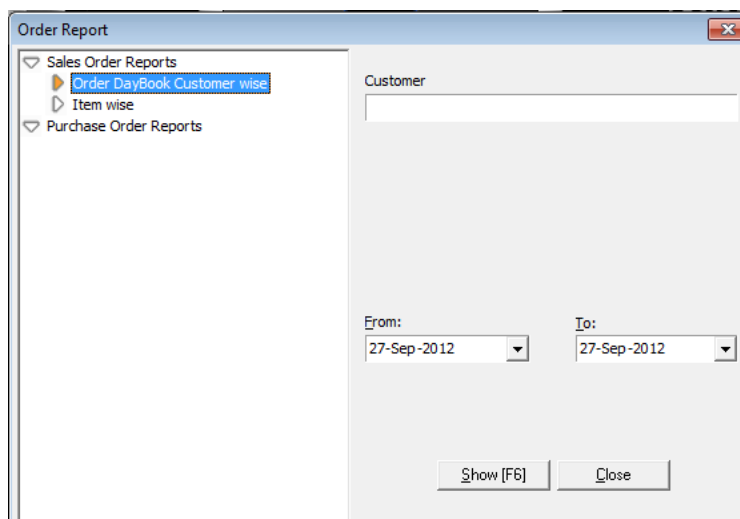 Order Report
Sales Order Reports
Order DayBook Customer wise
Item wise
Purchase Order Reports
Customer
From:
To:
27-Sep-2012
27-Sep-2012
Show [F6]
Close